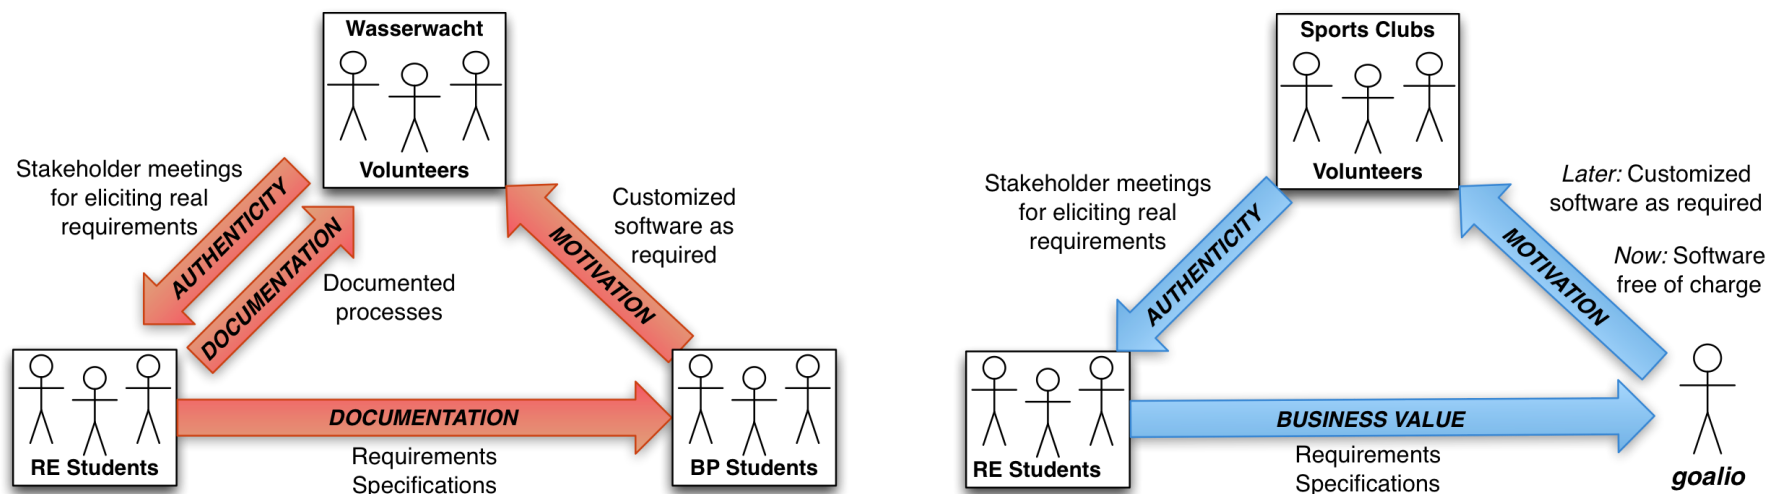 Wasserwacht
Volunteers
Stakeholder meetings
for eliciting real
requirements
AUTHENTICITY
DOCUMENTATION
Documented
processes
MOTIVATION
Customized
software as
required
RE Students
DOCUMENTATION
Requirements
Specifications
BP Students
Sports Clubs
Volunteers
Stakeholder meetings
for eliciting real
requirements
AUTHENTICITY
MOTIVATION
Later: Customized
software as required
Now: Software
free of charge
RE Students
BUSINESS VALUE
Requirements
Specifications
goalio